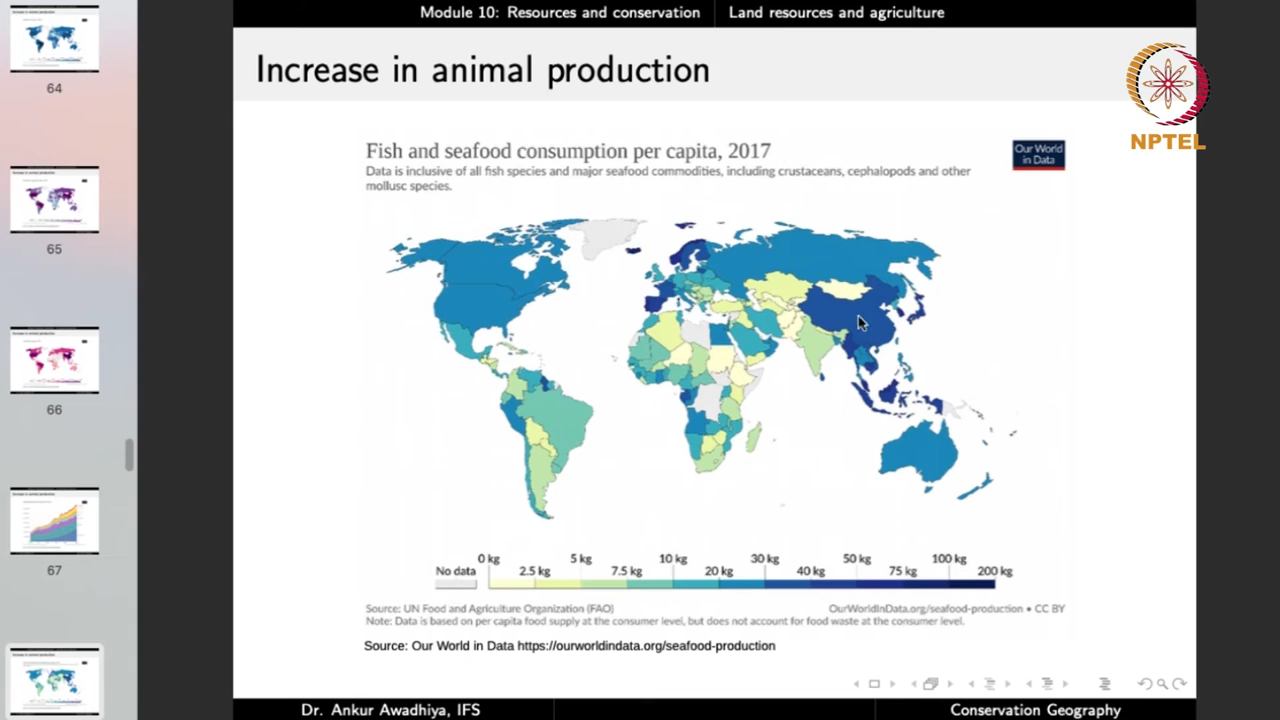 Module 10: Resources and conservation Land resources and agriculture
Increase in animal production
NPTEL
Fish and seafood consumption per capita, 2017
Our World
in Data
Data is inclusive of all fish species and major seafood commodities, including crustaceans, cephalopods and other
mollusc species.
0 kg 5 kg 10 kg 30 kg 50 kg 100 kg
No data 2.5 kg 7.5 kg 20 kg 40 kg 75 kg 200 kg
Source: UN Food and Agriculture Organization (FAO) OurWorldInData.org/seafood-production • CC BY
Note: Data is based on per capita food supply at the consumer level, but does not account for food waste at the consumer level.
Source: Our World in Data https://ourworldindata.org/seafood-production
Dr. Ankur Awadhiya, IFS Conservation Geography
64
65
66
67